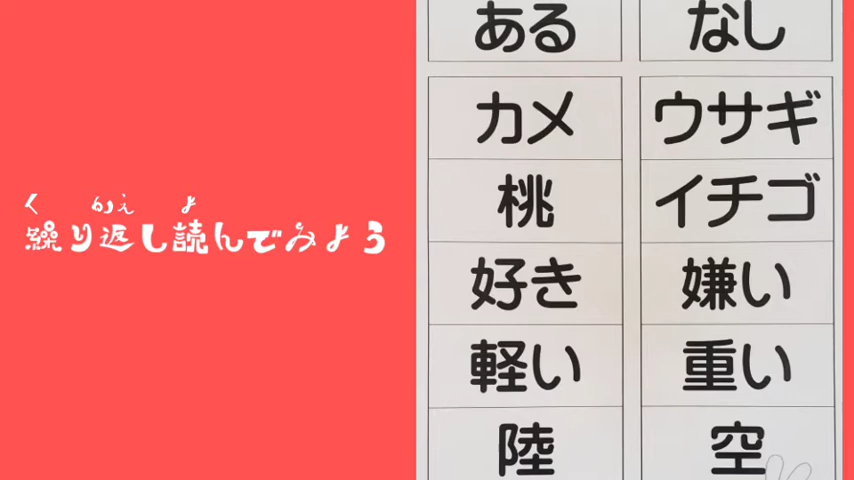 く かえ よ
繰り返し読んでみよう
ある なし
カメ ウサギ
桃 イチゴ
好き 嫌い
軽い 重い
陸 空